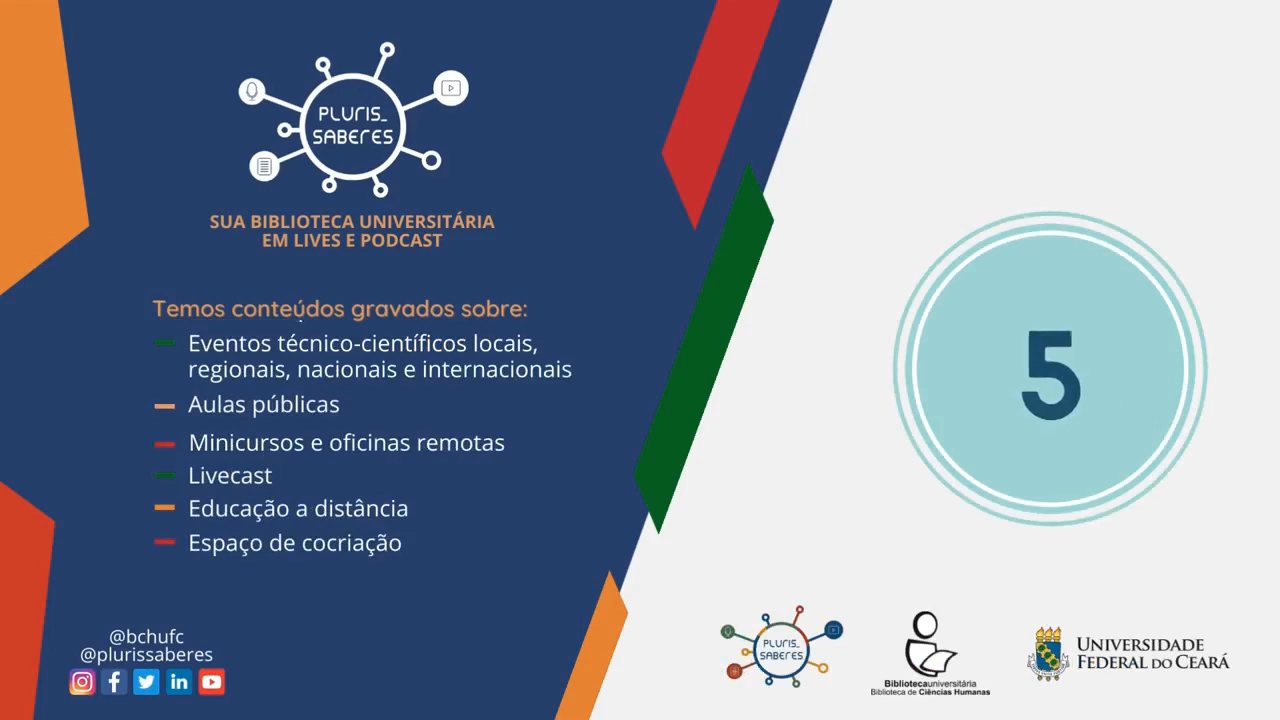 PLURIS_
SABERES
SUA BIBLIOTECA UNIVERSITÁRIA
EM LIVES E PODCAST
Temos conteúdos gravados sobre:
Eventos técnico-científicos locais,
regionais, nacionais e internacionais
Aulas públicas
Minicursos e oficinas remotas
Livecast
Educação a distância
Espaço de cocriação
@bchufc
@plurissaberes
5
PLURIS_
SABERES
Bibliotecauniversitária
Biblioteca de Ciências Humanas
UNIVERSIDADE
FEDERAL DO CEARÁ